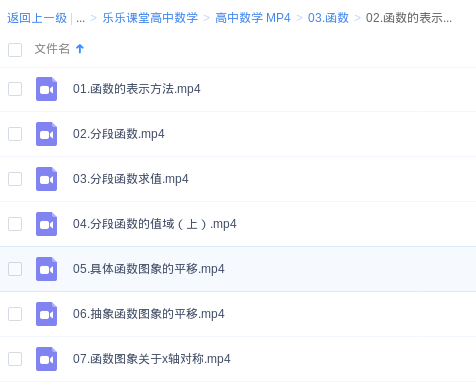 返回上一级 | ... > 乐乐课堂高中数学 > 高中数学 MP4 > 03.函数 > 02.函数的表示...
文件名
01.函数的表示方法.mp4
02.分段函数.mp4
03.分段函数求值.mp4
04.分段函数的值域（上）.mp4
05.具体函数图象的平移.mp4
06.抽象函数图象的平移.mp4
07.函数图象关于x轴对称.mp4